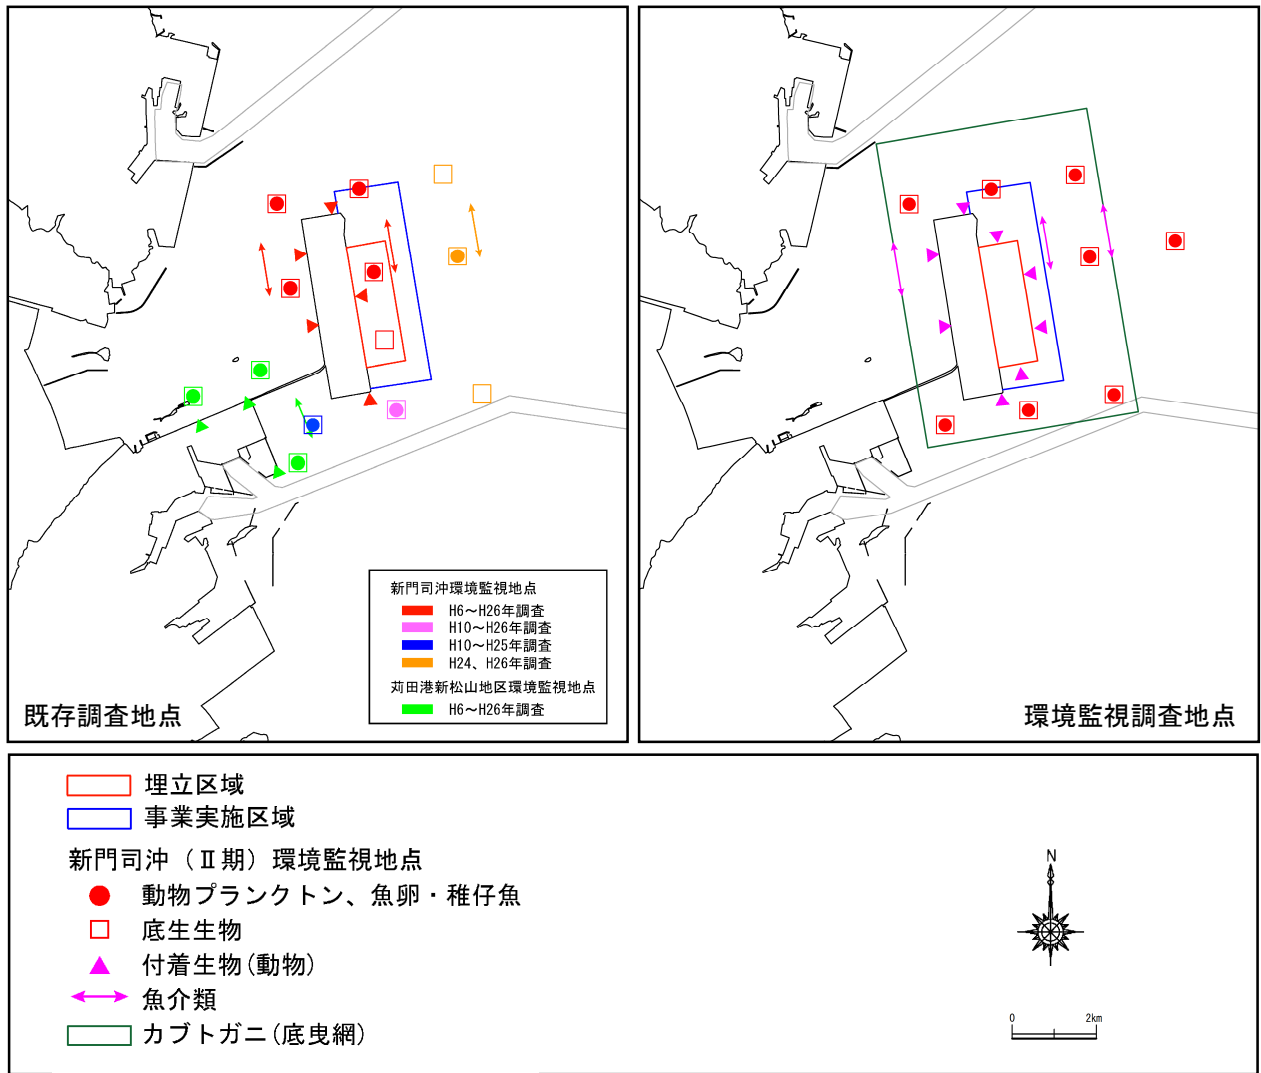 新門司沖環境監視地点
H6～H26年調査
H10～H26年調査
H10～H25年調査
H24、H26年調査
苅田港新松山地区環境監視地点
H6～H26年調査
既存調査地点
環境監視調査地点
埋立区域
事業実施区域
新門司沖（Ⅱ期）環境監視地点
動物プランクトン、魚卵・稚仔魚
底生生物
付着生物(動物)
魚介類
カブトガニ(底曳網)
N
0 2km